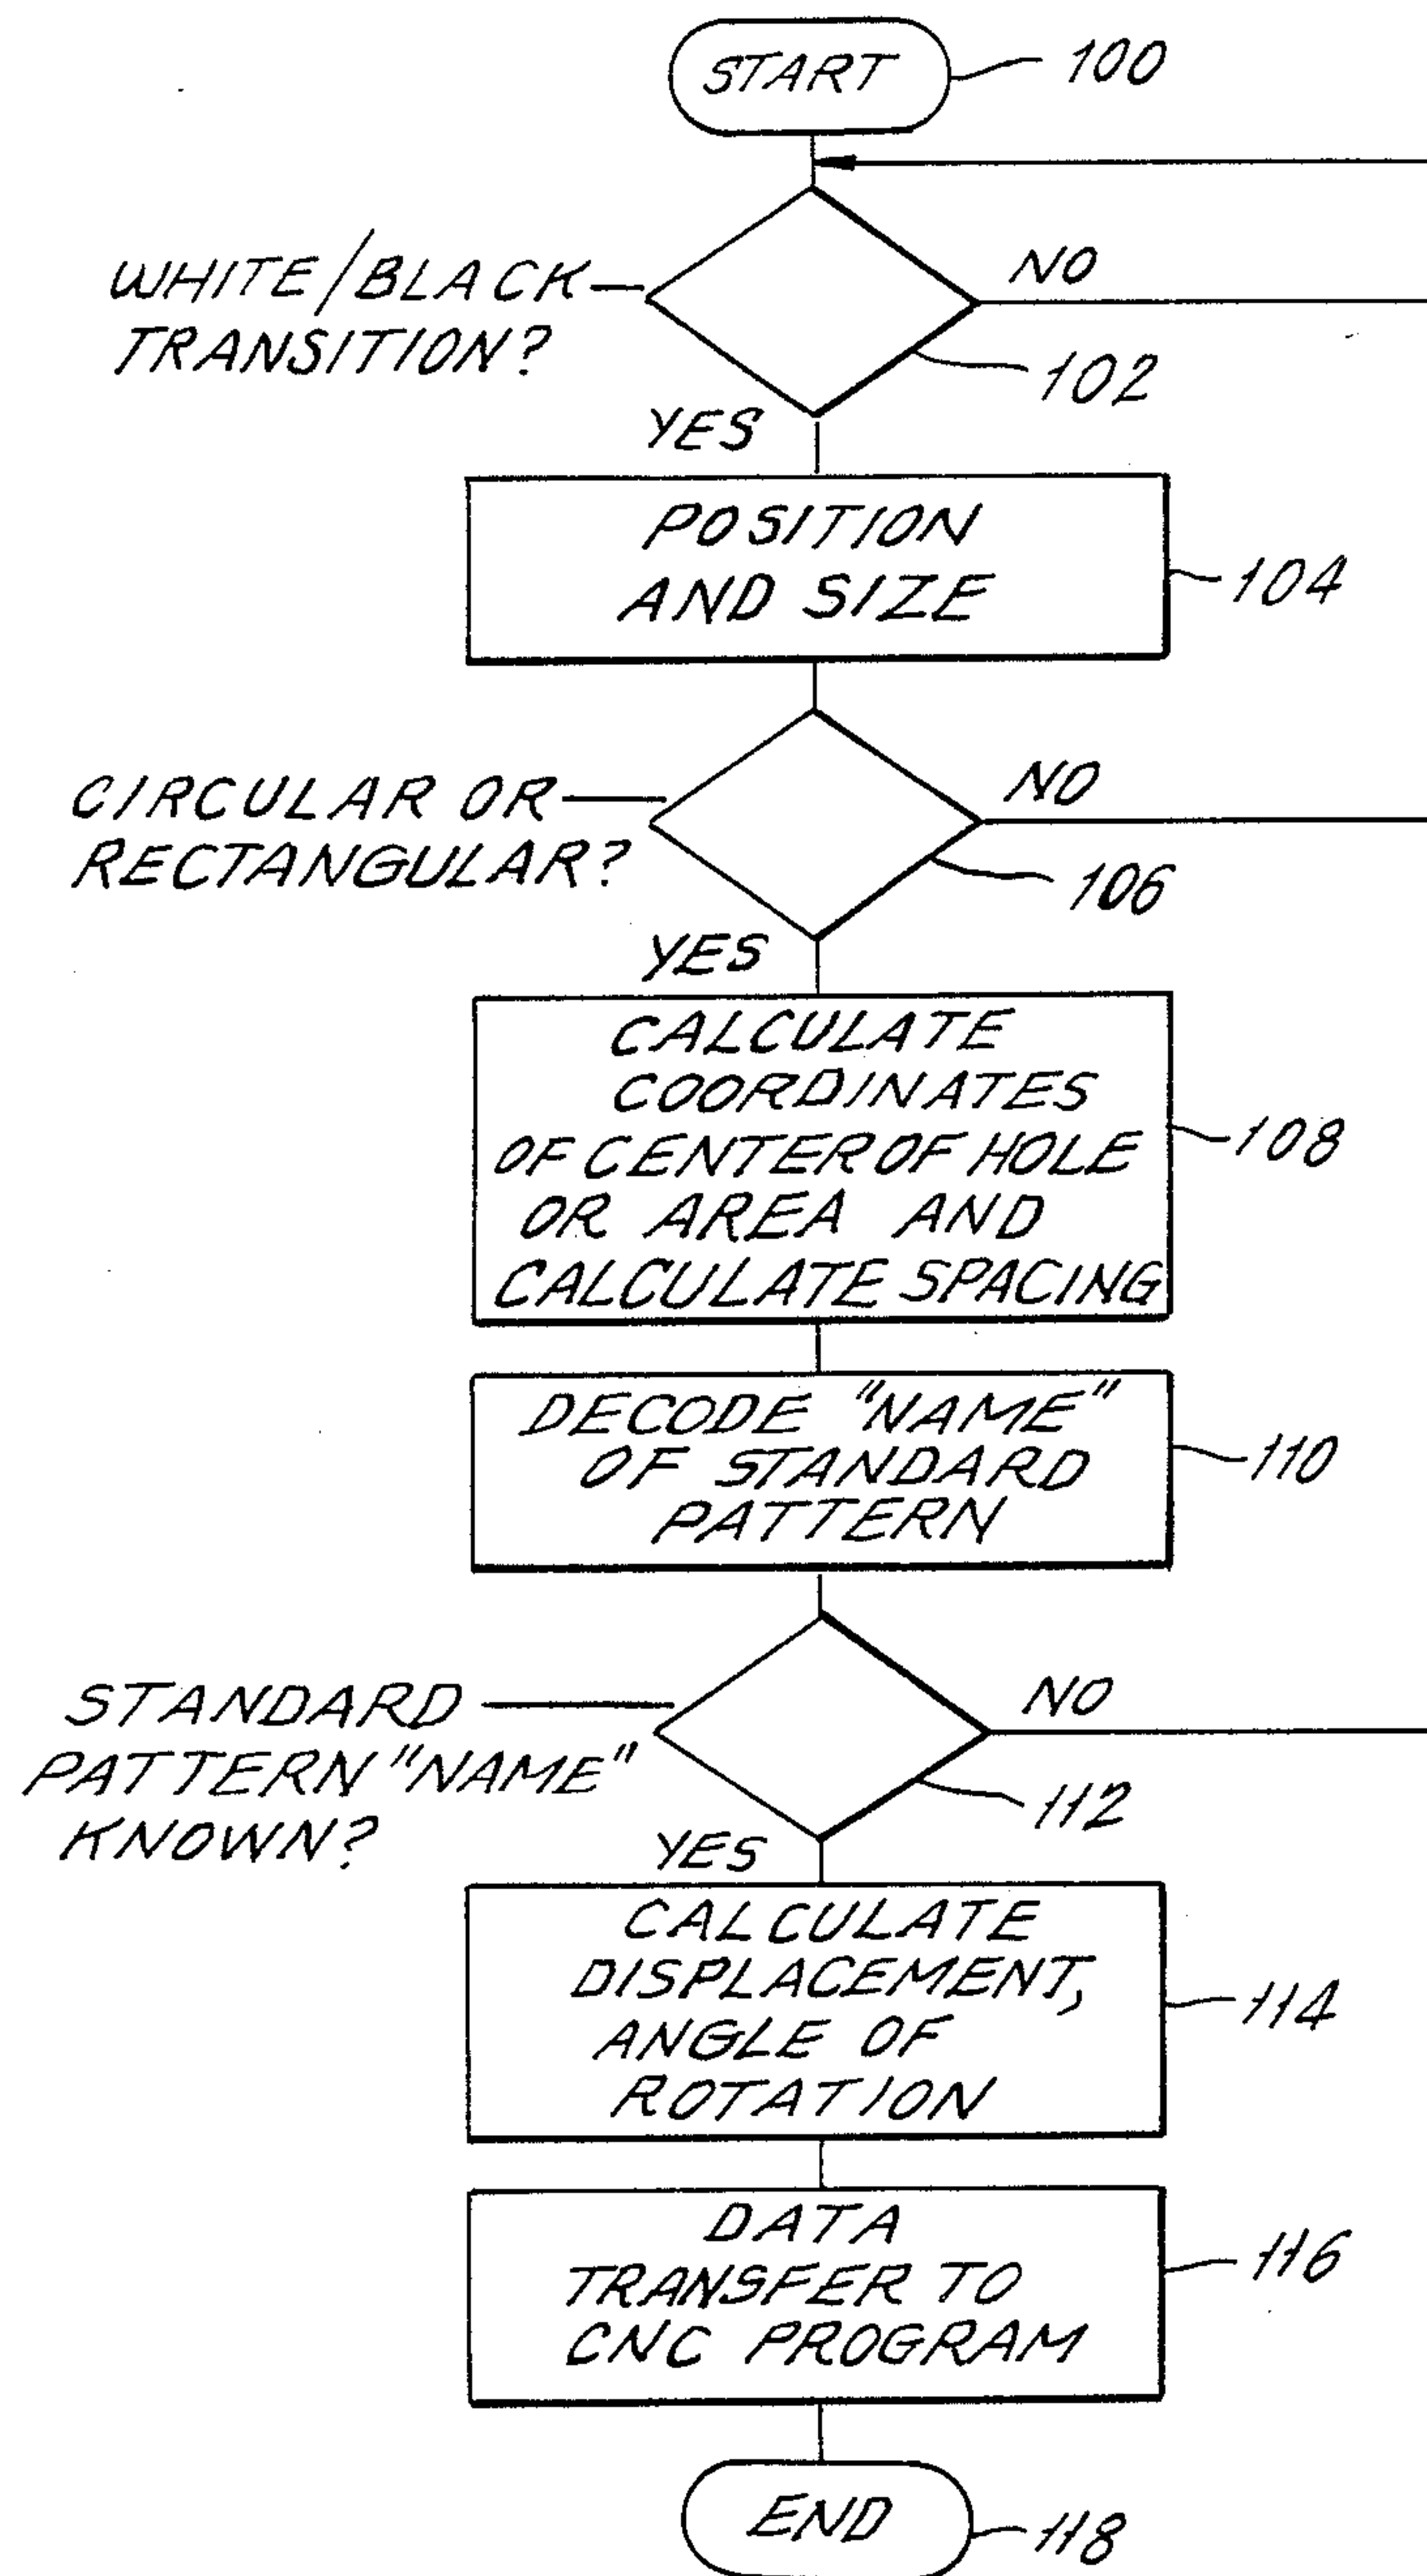 START
100
WHITE/BLACK
TRANSITION?
NO
102
YES
POSITION
AND SIZE
104
CIRCULAR OR
RECTANGULAR?
NO
106
YES
CALCULATE
COORDINATES
OF CENTER OF HOLE
OR AREA AND
CALCULATE SPACING
108
DECODE "NAME"
OF STANDARD
PATTERN
110
STANDARD
PATTERN "NAME"
KNOWN?
NO
112
YES
CALCULATE
DISPLACEMENT,
ANGLE OF
ROTATION
114
DATA
TRANSFER TO
CNC PROGRAM
116
END
118